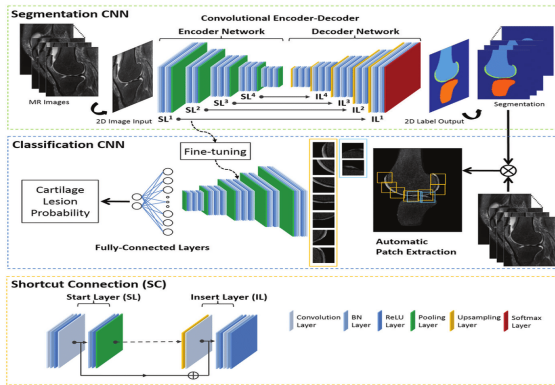 Segmentation CNN
Convolutional Encoder-Decoder
Encoder Network
Decoder Network
MR Images
2D Image Input
SL¹
SL²
SL³
SL⁴
IL⁴
IL³
IL²
IL¹
2D Label Output
Segmentation
Classification CNN
Fine-tuning
Cartilage
Lesion
Probability
Fully-Connected Layers
Automatic
Patch Extraction
Shortcut Connection (SC)
Start Layer (SL)
Insert Layer (IL)
Convolution
Layer
BN
Layer
ReLU
Layer
Pooling
Layer
Upsampling
Layer
Softmax
Layer